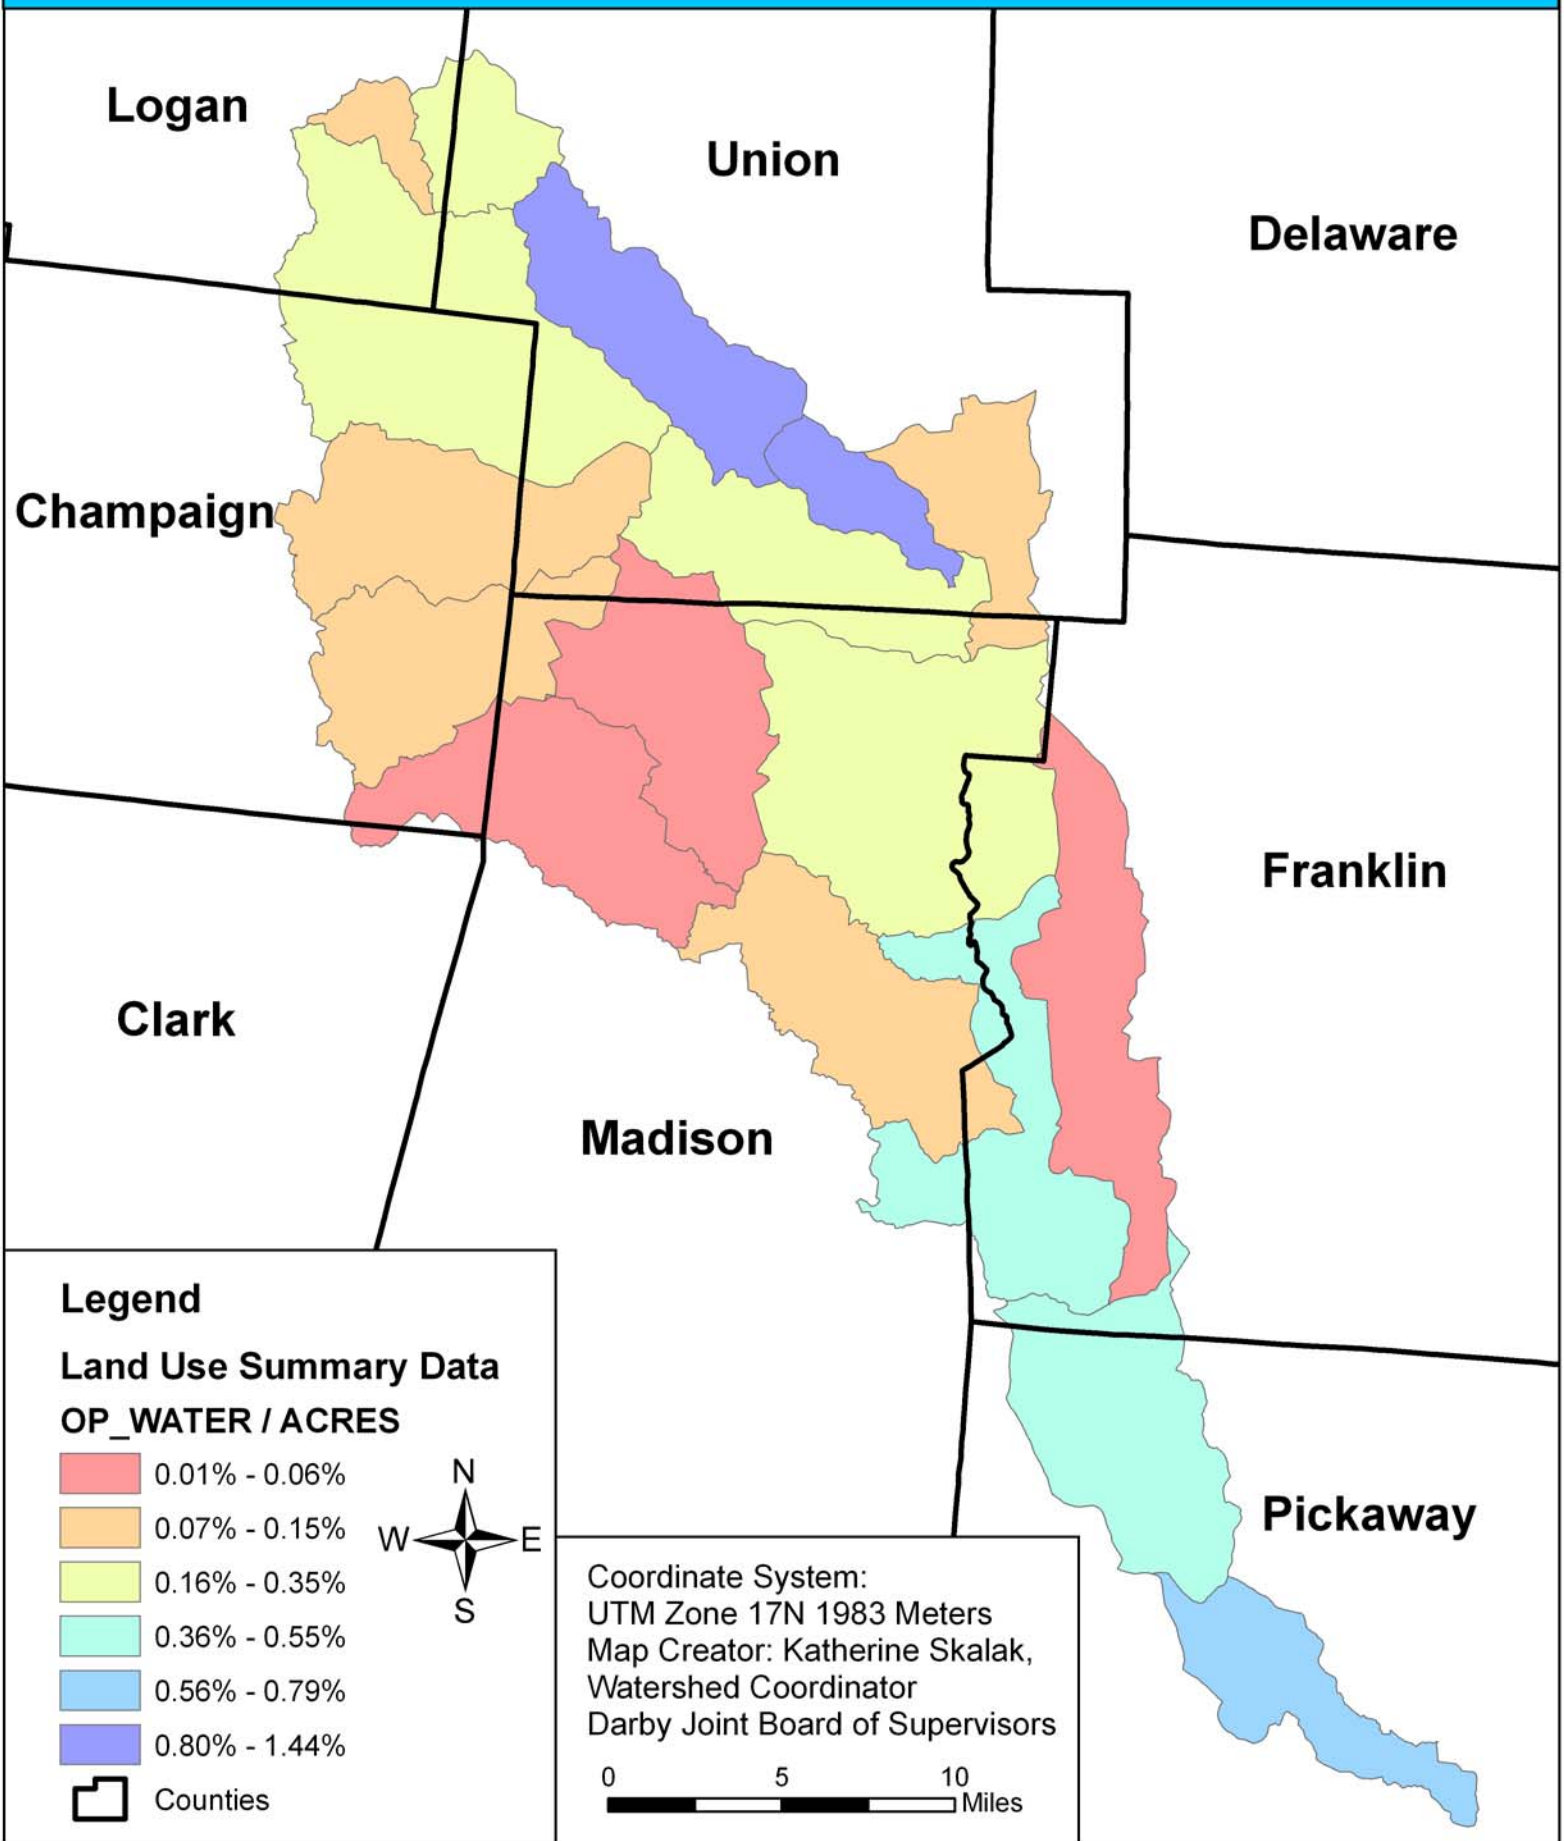 Logan
Union
Delaware
Champaign
Franklin
Clark
Madison
Pickaway
Legend
Land Use Summary Data
OP_WATER / ACRES
0.01% - 0.06%
0.07% - 0.15%
0.16% - 0.35%
0.36% - 0.55%
0.56% - 0.79%
0.80% - 1.44%
Counties
N
W E
S
Coordinate System:
UTM Zone 17N 1983 Meters
Map Creator: Katherine Skalak,
Watershed Coordinator
Darby Joint Board of Supervisors
0 5 10
Miles